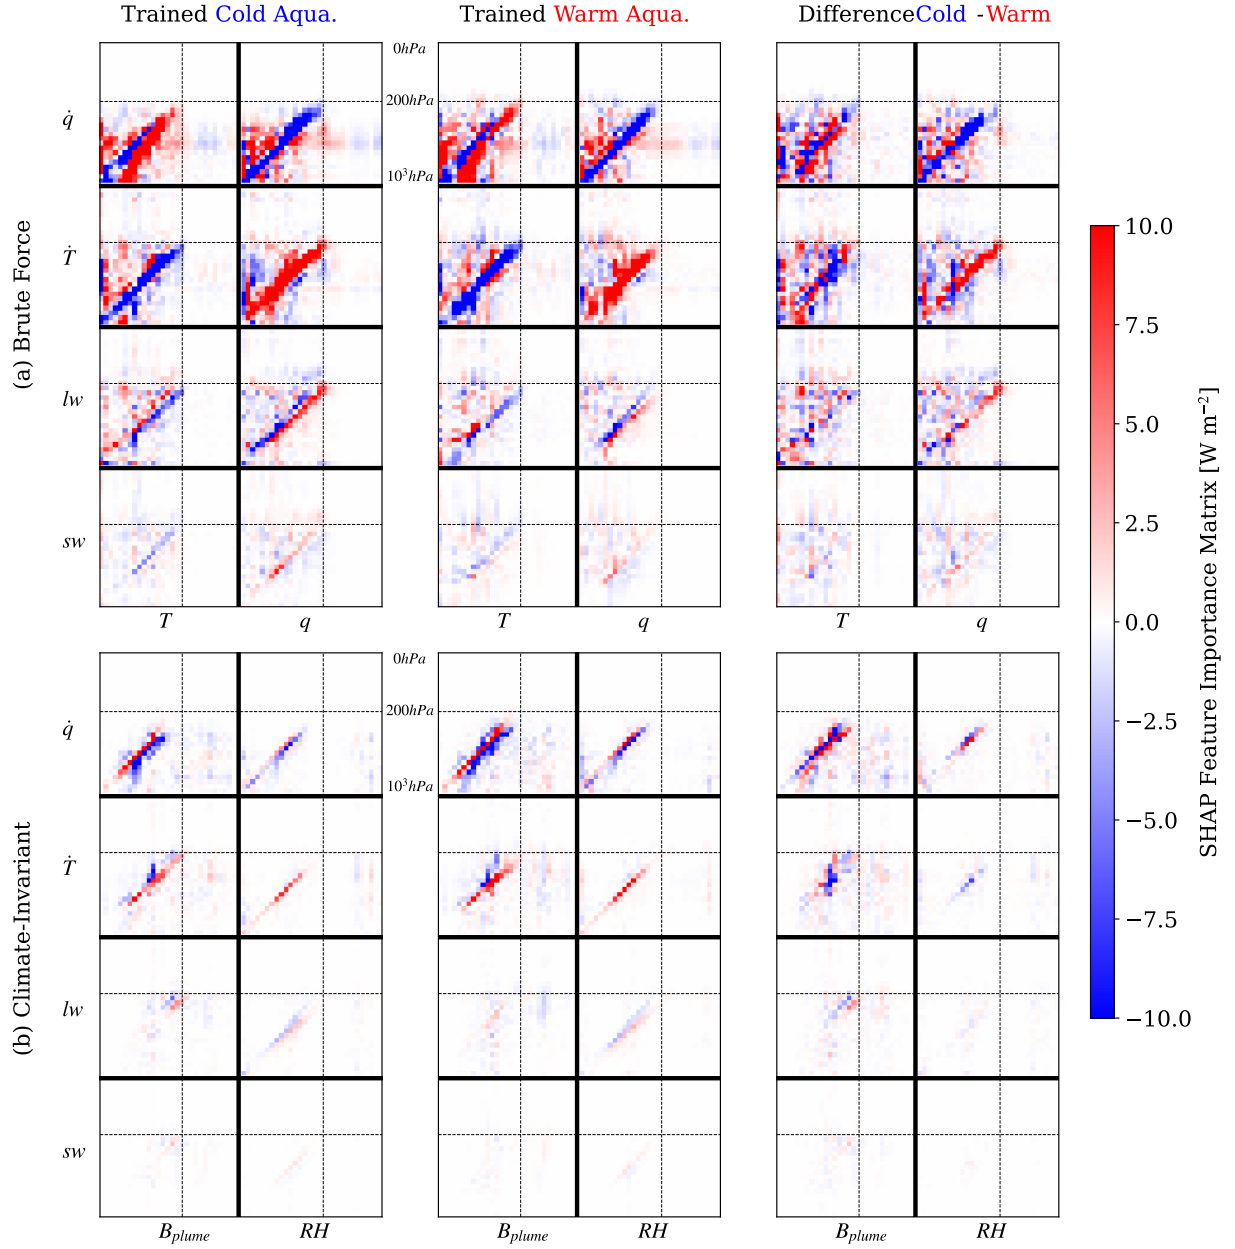 Trained Cold Aqua.
Trained Warm Aqua.
DifferenceCold -Warm
(a) Brute Force
q̇
Ṫ
lw
sw
0hPa
200hPa
10³hPa
T
q
T
q
T
q
(b) Climate-Invariant
q̇
Ṫ
lw
sw
0hPa
200hPa
10³hPa
B_plume
RH
B_plume
RH
B_plume
RH
10.0
7.5
5.0
2.5
0.0
−2.5
−5.0
−7.5
−10.0
SHAP Feature Importance Matrix [W m⁻²]